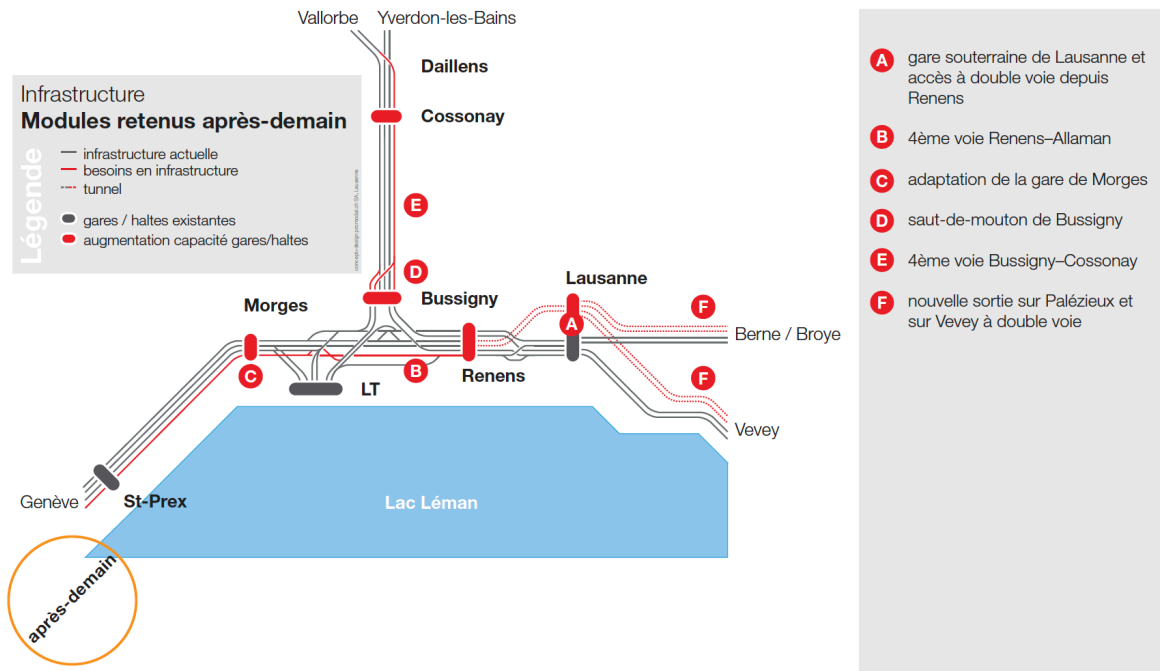 Vallorbe
Yverdon-les-Bains
Daillens
Infrastructure
Modules retenus après-demain
Légende
infrastructure actuelle
besoins en infrastructure
tunnel
gares / haltes existantes
augmentation capacité gares/haltes
Cossonay
E
D
Bussigny
Lausanne
Morges
F
A
Berne / Broye
Renens
B
C
LT
F
Vevey
Genève
St-Prex
Lac Léman
après-demain
A
gare souterraine de Lausanne et
accès à double voie depuis
Renens
B
4ème voie Renens–Allaman
C
adaptation de la gare de Morges
D
saut-de-mouton de Bussigny
E
4ème voie Bussigny–Cossonay
F
nouvelle sortie sur Palézieux et
sur Vevey à double voie